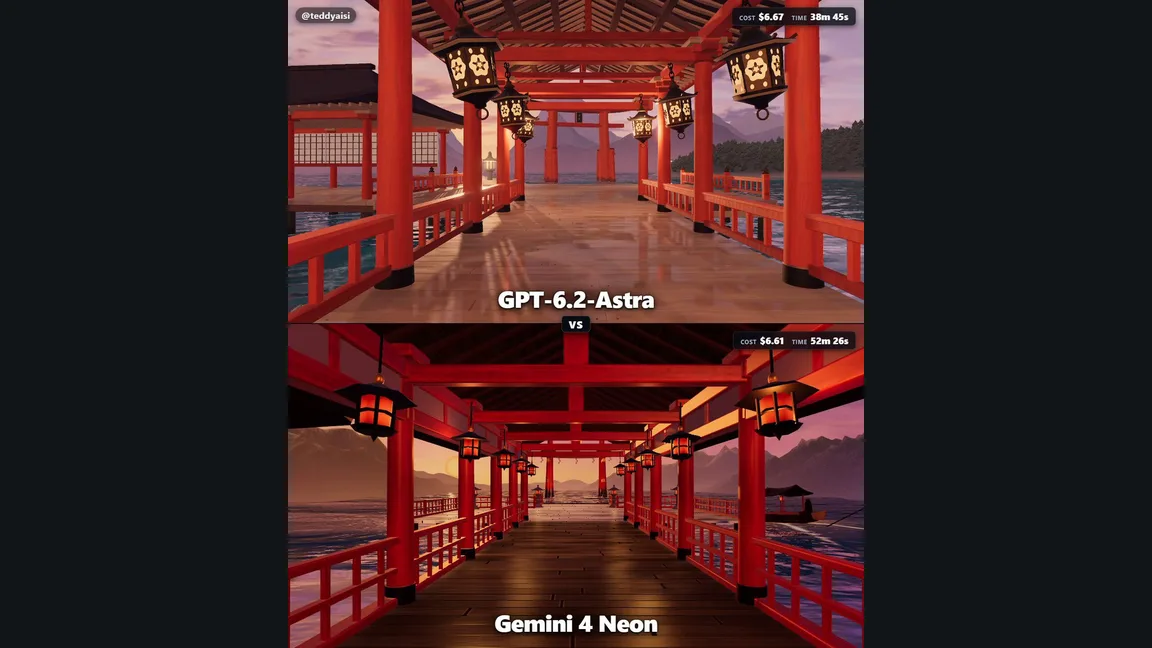 @teddyaisi
COST $6.67 TIME 38m 45s
GPT-6.2-Astra
VS
COST $6.61 TIME 52m 26s
Gemini 4 Neon